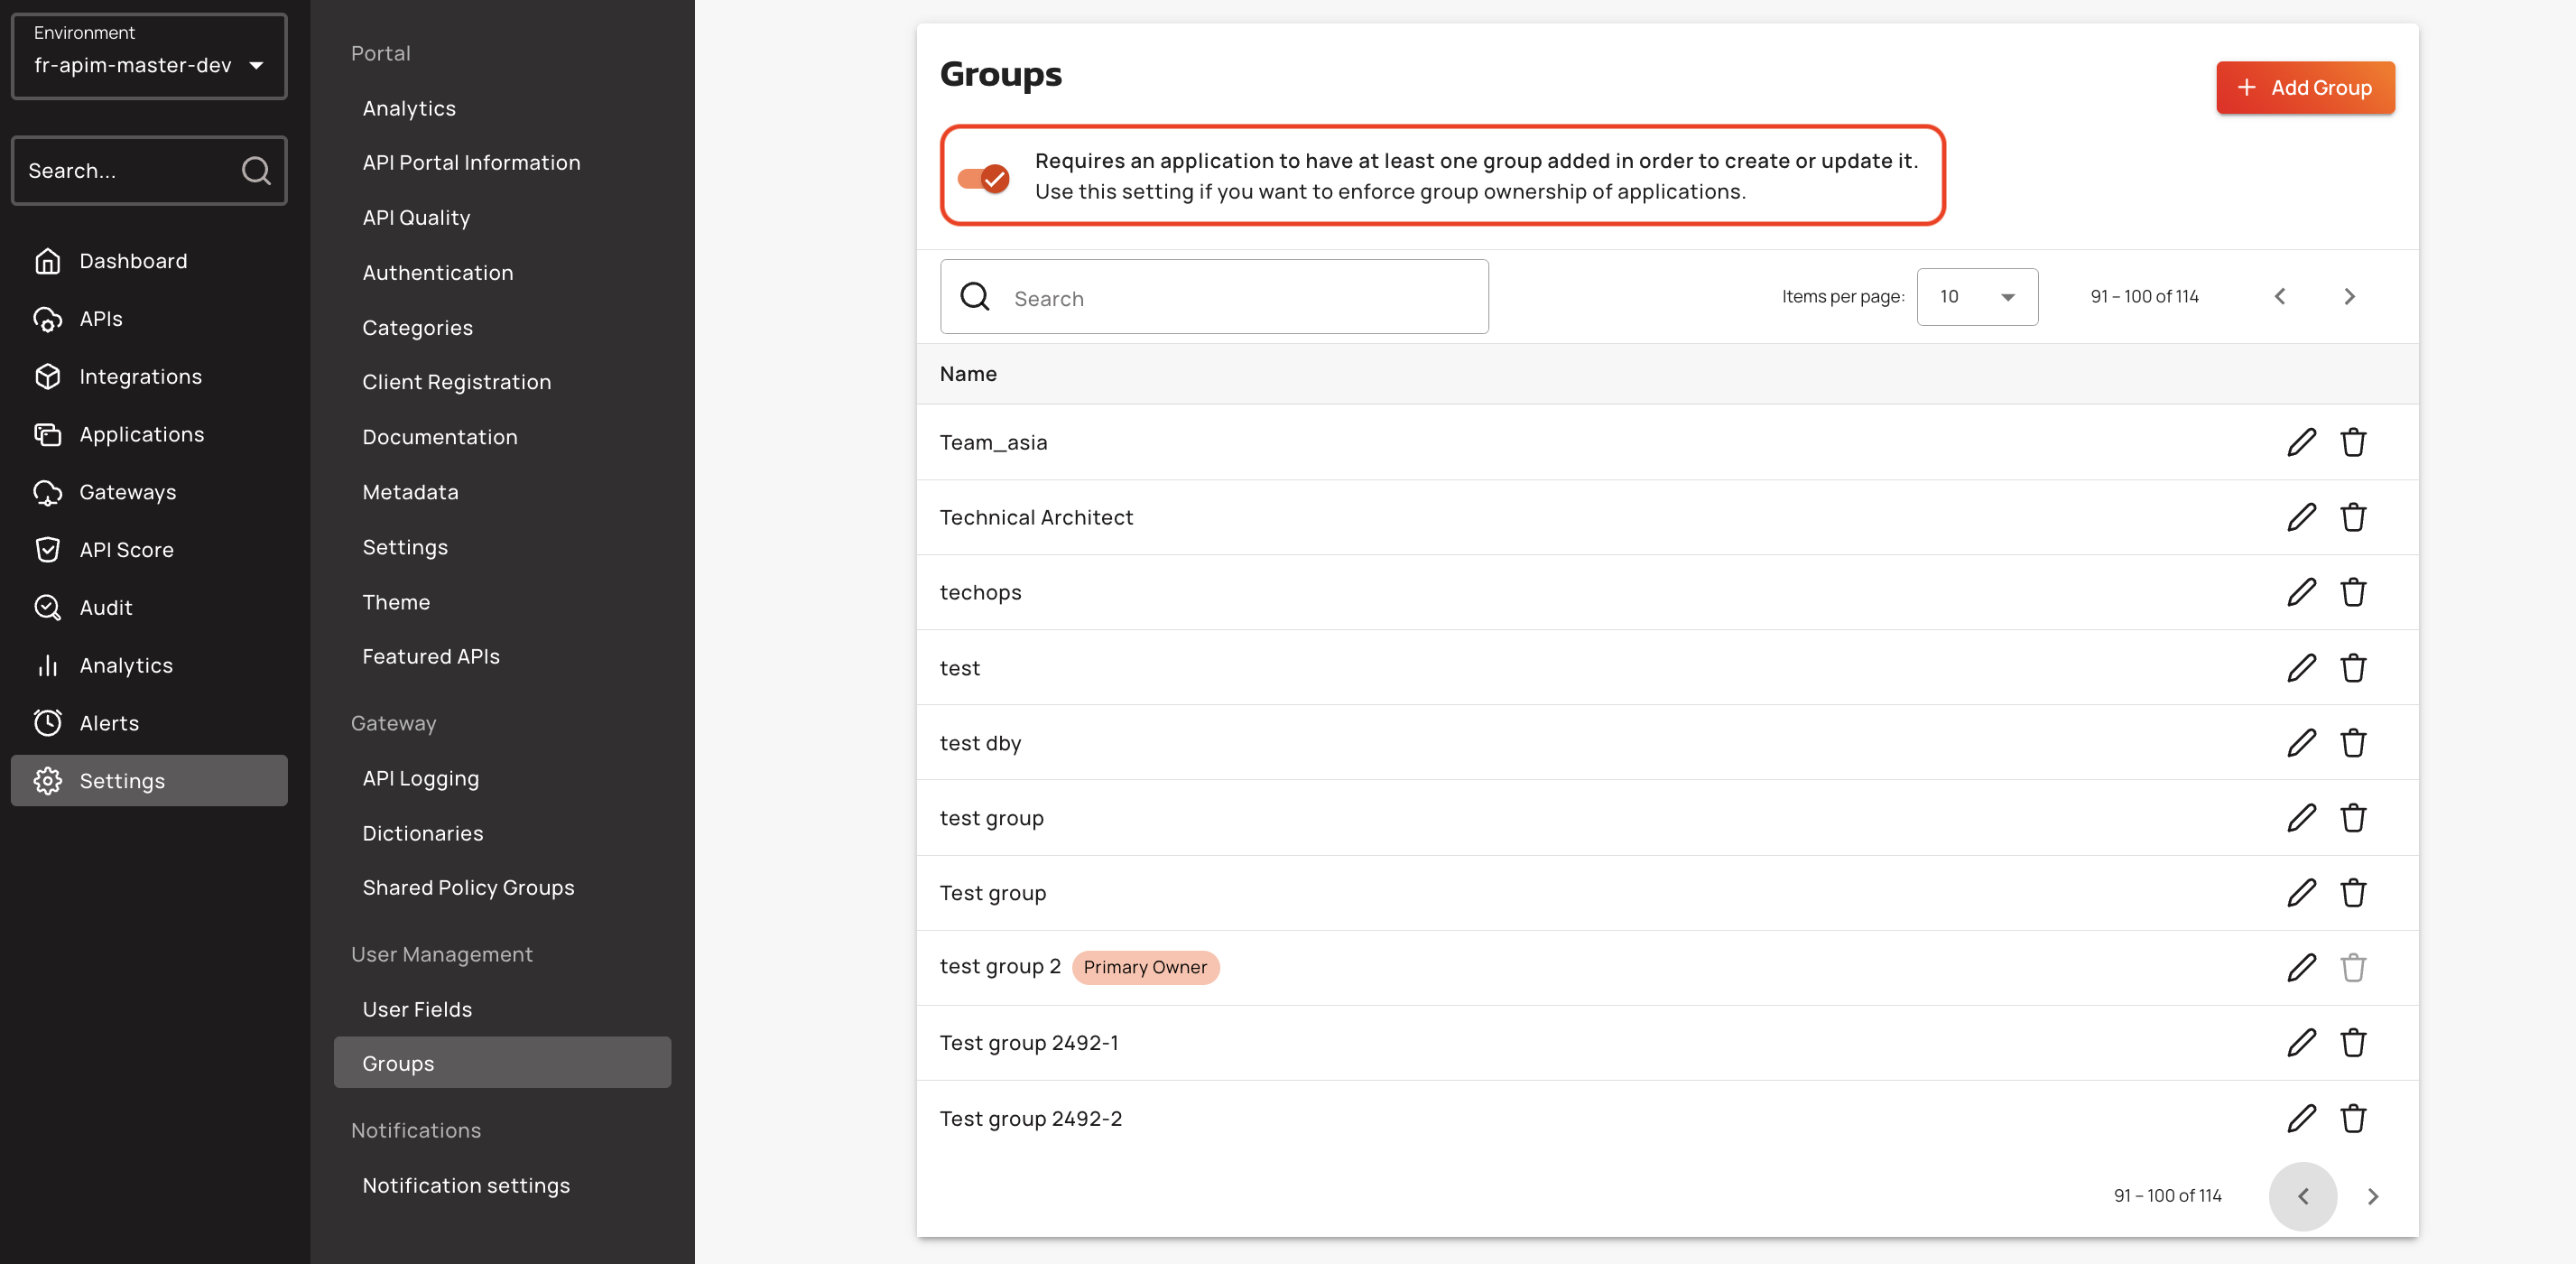 Environment
fr-apim-master-dev
Search...
Dashboard
APIs
Integrations
Applications
Gateways
API Score
Audit
Analytics
Alerts
Settings
Portal
Analytics
API Portal Information
API Quality
Authentication
Categories
Client Registration
Documentation
Metadata
Settings
Theme
Featured APIs
Gateway
API Logging
Dictionaries
Shared Policy Groups
User Management
User Fields
Groups
Notifications
Notification settings
Groups
Add Group
Requires an application to have at least one group added in order to create or update it.
Use this setting if you want to enforce group ownership of applications.
Search
Items per page: 10 91 – 100 of 114
Name
Team_asia
Technical Architect
techops
test
test dby
test group
Test group
test group 2 Primary Owner
Test group 2492-1
Test group 2492-2
91 – 100 of 114